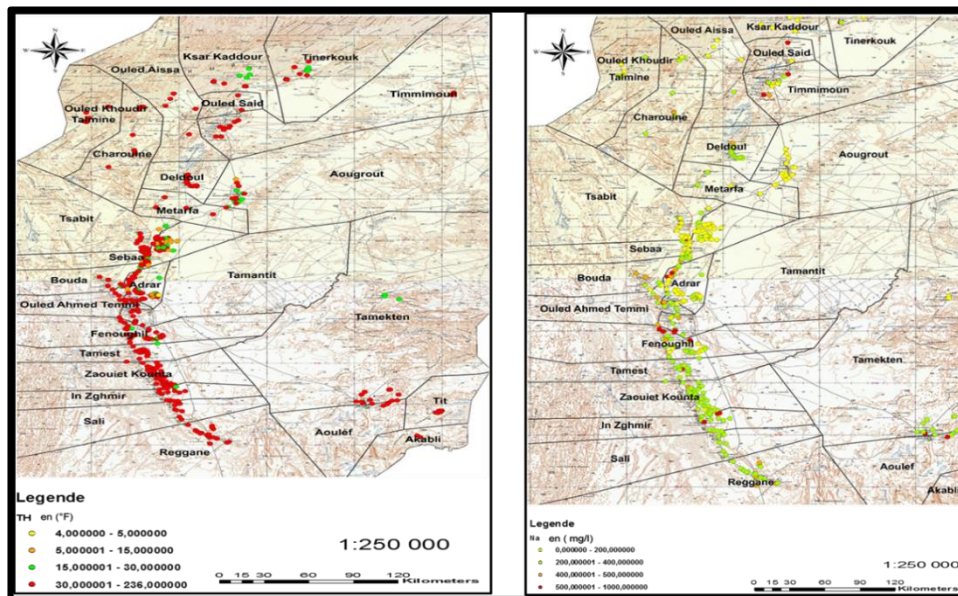 Ksar Kaddour
Tinerkouk
Ouled Aissa
Ouled Said
Timmimoun
Ouled Khoudir
Talmine
Charouine
Deldoul
Aougrout
Metarfa
Tsabit
Sebaa
Tamantit
Bouda
Adrar
Ouled Ahmed Temmi
Tamekten
Fenoughil
Tamest
Zaouiet Kounta
In Zghmir
Tit
Sali
Aoulef
Akabli
Reggane
Legende
TH en (°F)
4,000000 - 5,000000
5,000001 - 15,000000
15,000001 - 30,000000
30,000001 - 236,000000
1:250 000
0 15 30 60 90 120
Kilometers
Ksar Kaddour
Tinerkouk
Ouled Said
Ouled Khoudir
Talmine
Timmimoun
Charouine
Deldoul
Aougrout
Metarfa
Tsabit
Sebaa
Tamantit
Bouda
Adrar
Ouled Ahmed Temmi
Fenoughil
Tamekten
Tamest
Zaouiet Kounta
In Zghmir
Sali
Aoulef
Reggane
Akabl
Legende
Na en ( mg/l)
0,000000 - 200,000000
200,000001 - 400,000000
400,000001 - 500,000000
500,000001 - 1000,000000
1:250 000
0 15 30 60 90 120
Kilometers